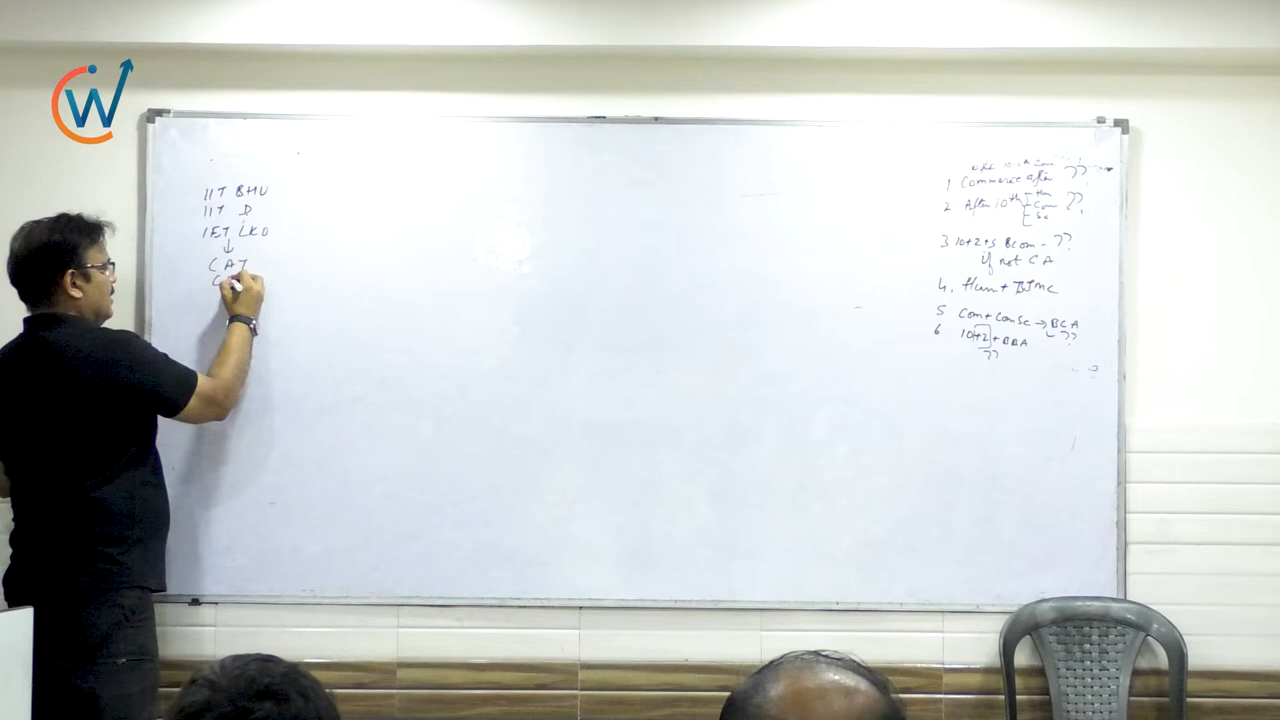 IIT BHU
IIT D
IET LKO
↓
CAT
1 Commerce after ??
2 After 10th Hum Com Sc ??
3 10+2+3 BCom - ??
if not CA
4. Hum + BJMC
5 Com + Com Sc → BCA
6 10+2 + BBA ??
??